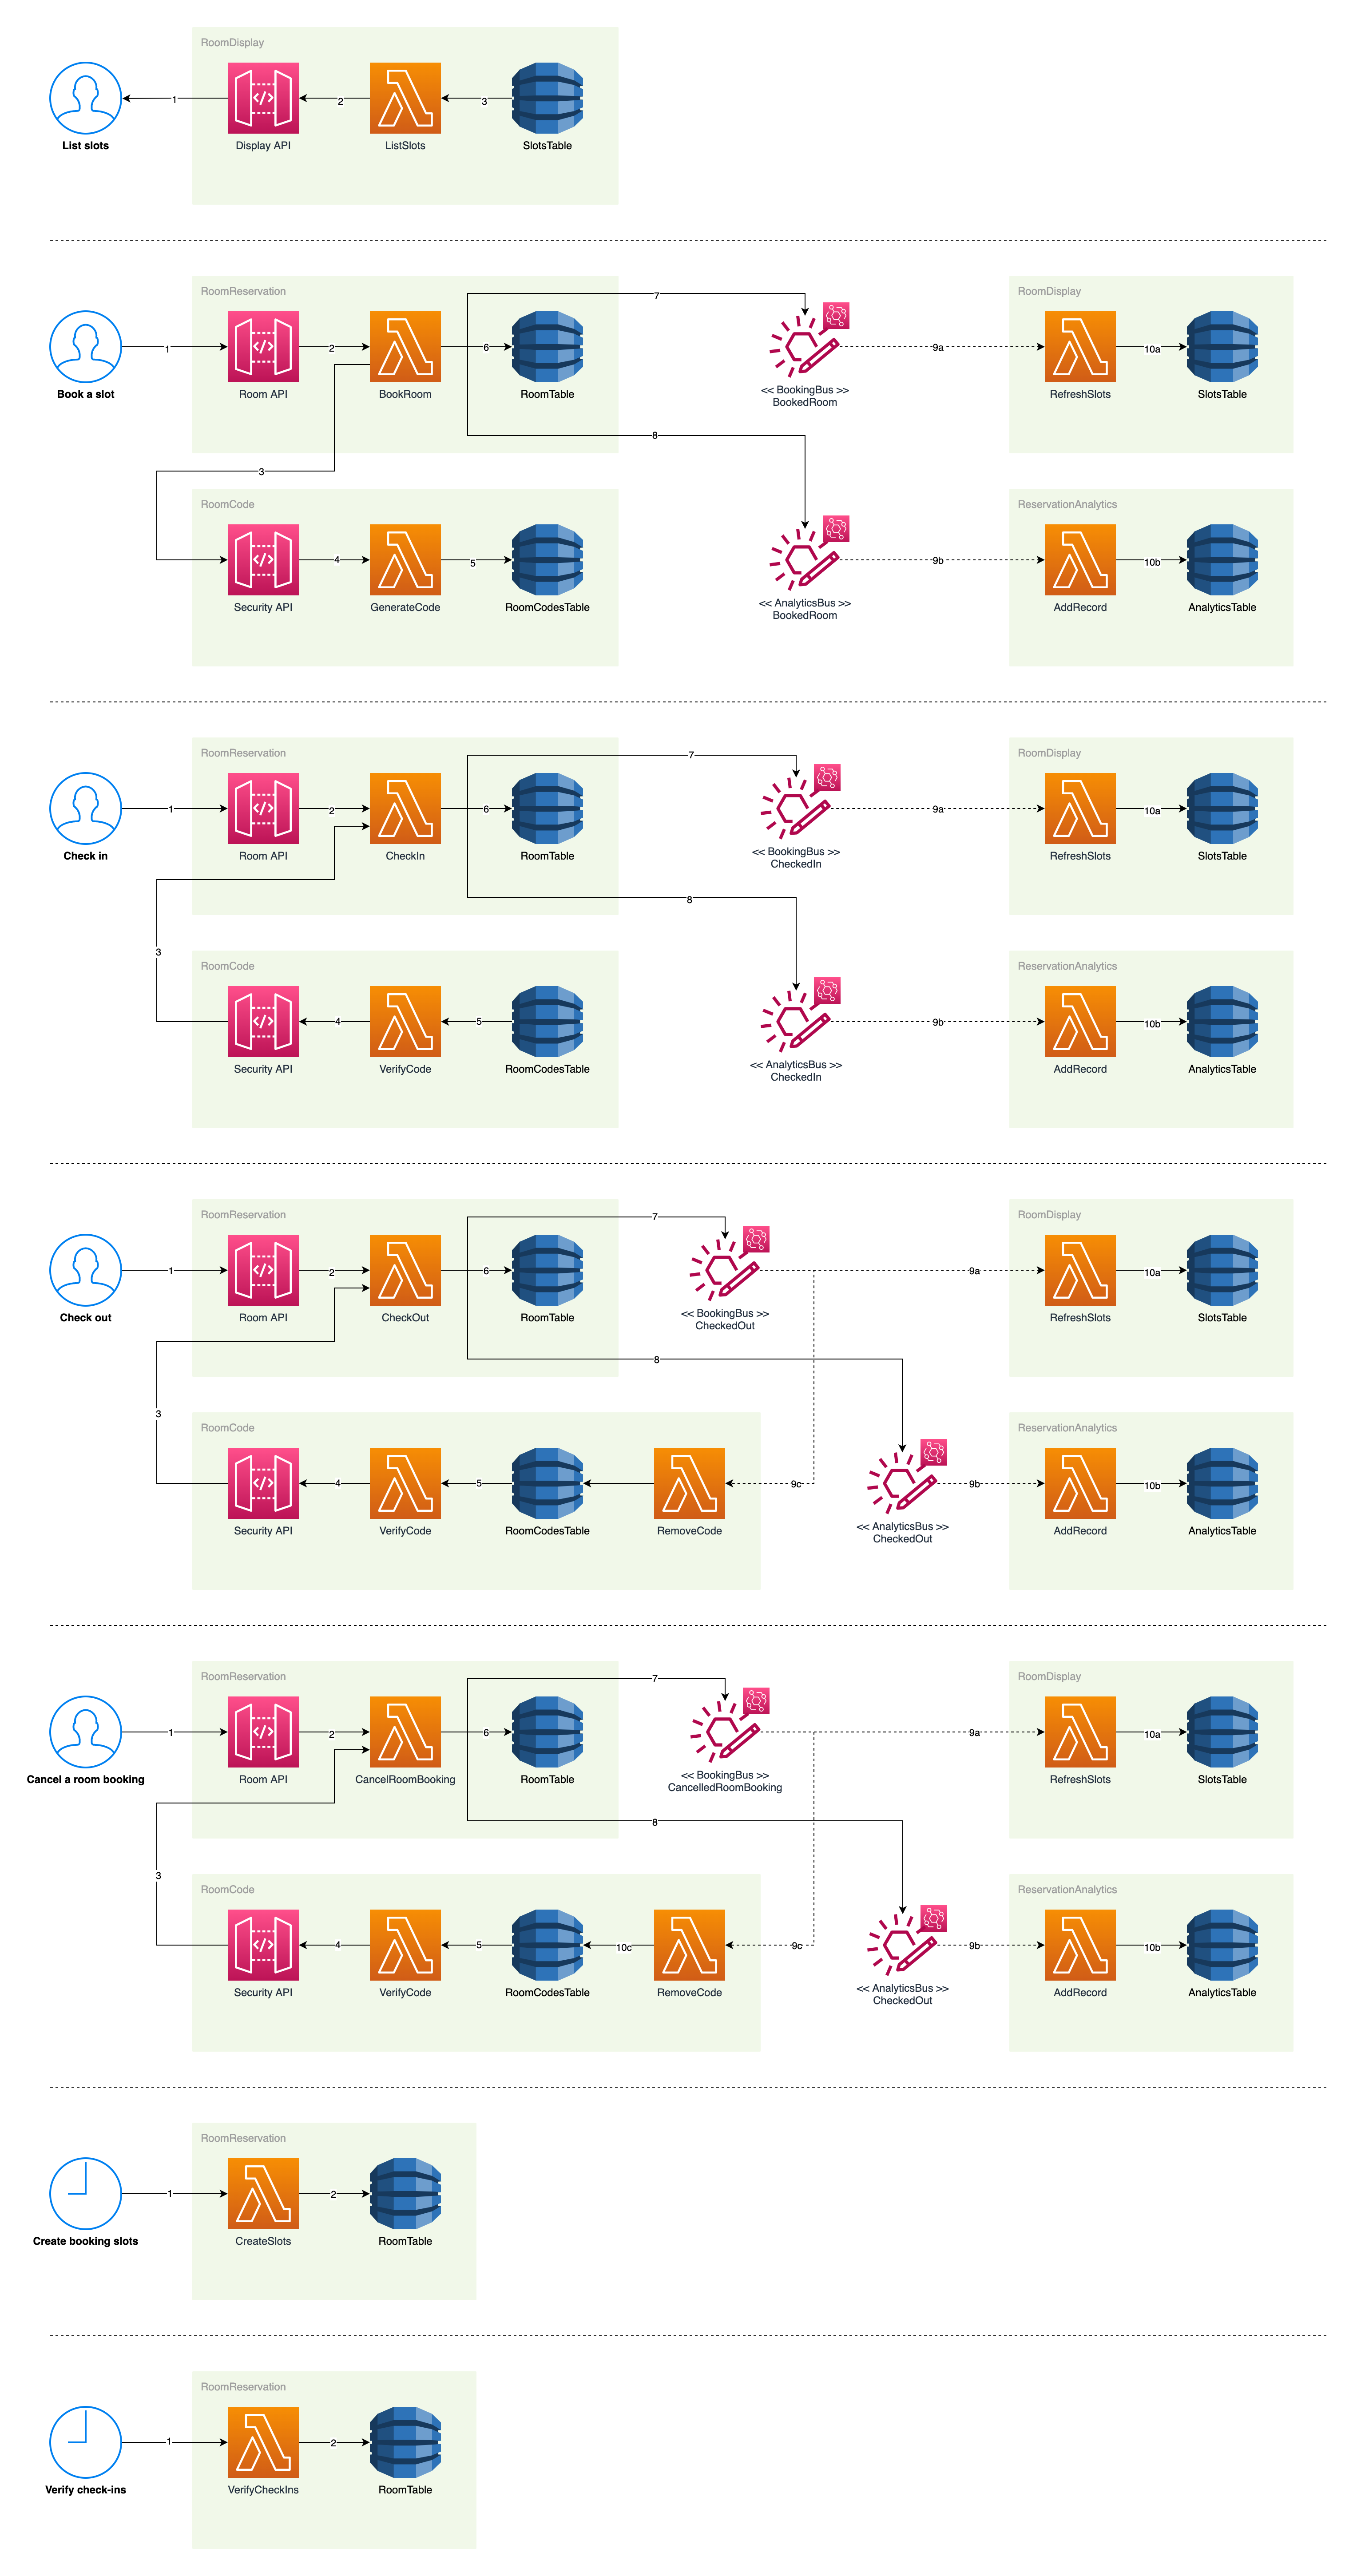 RoomDisplay
1
2
3
List slots
Display API
ListSlots
SlotsTable
RoomReservation
RoomDisplay
7
1
2
6
9a
10a
Book a slot
Room API
BookRoom
RoomTable
<< BookingBus >>
BookedRoom
RefreshSlots
SlotsTable
8
3
RoomCode
ReservationAnalytics
4
5
9b
10b
Security API
GenerateCode
RoomCodesTable
<< AnalyticsBus >>
BookedRoom
AddRecord
AnalyticsTable
RoomReservation
RoomDisplay
7
1
2
6
9a
10a
Check in
Room API
CheckIn
RoomTable
<< BookingBus >>
CheckedIn
RefreshSlots
SlotsTable
8
3
RoomCode
ReservationAnalytics
4
5
9b
10b
Security API
VerifyCode
RoomCodesTable
<< AnalyticsBus >>
CheckedIn
AddRecord
AnalyticsTable
RoomReservation
RoomDisplay
7
1
2
6
9a
10a
Check out
Room API
CheckOut
RoomTable
<< BookingBus >>
CheckedOut
RefreshSlots
SlotsTable
8
3
RoomCode
ReservationAnalytics
4
5
9c
9b
10b
Security API
VerifyCode
RoomCodesTable
RemoveCode
<< AnalyticsBus >>
CheckedOut
AddRecord
AnalyticsTable
RoomReservation
RoomDisplay
7
1
2
6
9a
10a
Cancel a room booking
Room API
CancelRoomBooking
RoomTable
<< BookingBus >>
CancelledRoomBooking
RefreshSlots
SlotsTable
8
3
RoomCode
ReservationAnalytics
4
5
10c
9c
9b
10b
Security API
VerifyCode
RoomCodesTable
RemoveCode
<< AnalyticsBus >>
CheckedOut
AddRecord
AnalyticsTable
RoomReservation
1
2
Create booking slots
CreateSlots
RoomTable
RoomReservation
1
2
Verify check-ins
VerifyCheckIns
RoomTable